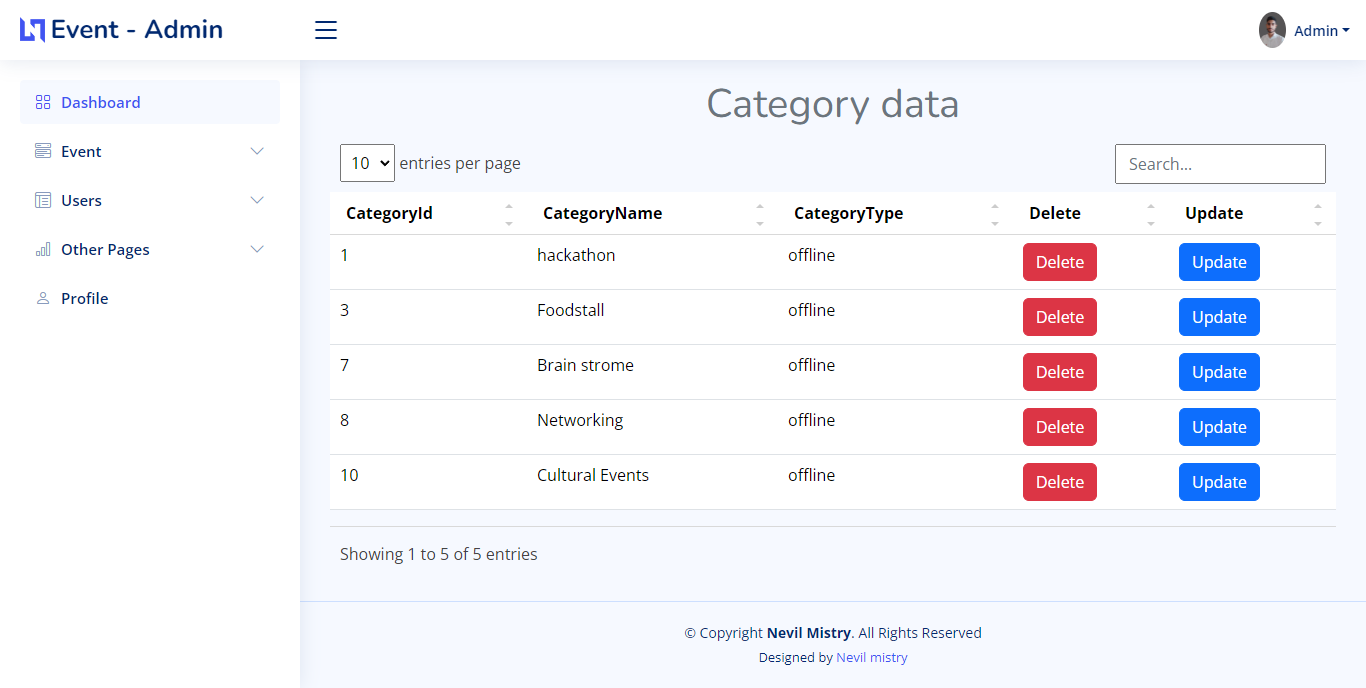 Event - Admin
Admin
Dashboard
Event
Users
Other Pages
Profile
Category data
10 entries per page
Search...
CategoryId CategoryName CategoryType Delete Update
1 hackathon offline Delete Update
3 Foodstall offline Delete Update
7 Brain strome offline Delete Update
8 Networking offline Delete Update
10 Cultural Events offline Delete Update
Showing 1 to 5 of 5 entries
© Copyright Nevil Mistry. All Rights Reserved
Designed by Nevil mistry